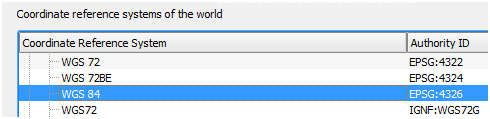 Coordinate reference systems of the world
Coordinate Reference System Authority ID
WGS 72 EPSG:4322
WGS 72BE EPSG:4324
WGS 84 EPSG:4326
WGS72 IGNF:WGS72G